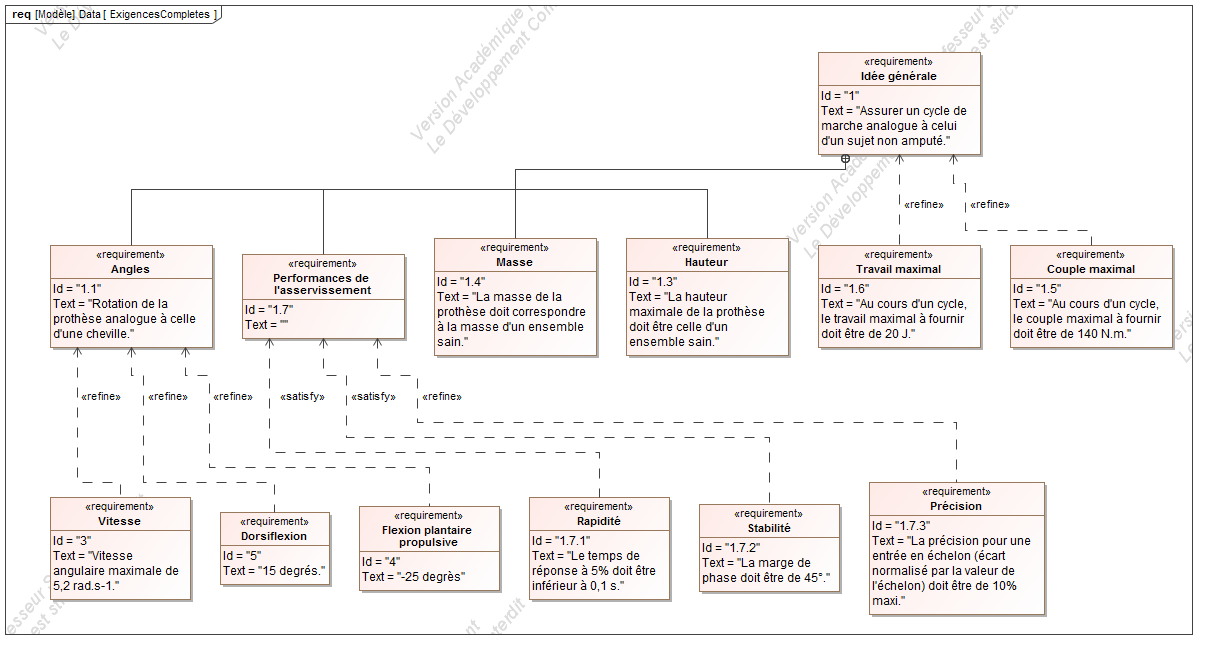 req [Modèle] Data [ ExigencesCompletes ]
Version Académique
Le Développement Com
«requirement»
Idée générale
Id = "1"
Text = "Assurer un cycle de
marche analogue à celui
d'un sujet non amputé."
«refine»
«refine»
«requirement»
Angles
Id = "1.1"
Text = "Rotation de la
prothèse analogue à celle
d'une cheville."
«requirement»
Performances de
l'asservissement
Id = "1.7"
Text = ""
«requirement»
Masse
Id = "1.4"
Text = "La masse de la
prothèse doit correspondre
à la masse d'un ensemble
sain."
«requirement»
Hauteur
Id = "1.3"
Text = "La hauteur
maximale de la prothèse
doit être celle d'un
ensemble sain."
«requirement»
Travail maximal
Id = "1.6"
Text = "Au cours d'un cycle,
le travail maximal à fournir
doit être de 20 J."
«requirement»
Couple maximal
Id = "1.5"
Text = "Au cours d'un cycle,
le couple maximal à fournir
doit être de 140 N.m."
«refine»
«refine»
«refine»
«satisfy»
«satisfy»
«refine»
«requirement»
Vitesse
Id = "3"
Text = "Vitesse
angulaire maximale de
5,2 rad.s-1."
«requirement»
Dorsiflexion
Id = "5"
Text = "15 degrés."
«requirement»
Flexion plantaire
propulsive
Id = "4"
Text = "-25 degrès"
«requirement»
Rapidité
Id = "1.7.1"
Text = "Le temps de
réponse à 5% doit être
inférieur à 0,1 s."
«requirement»
Stabilité
Id = "1.7.2"
Text = "La marge de
phase doit être de 45°."
«requirement»
Précision
Id = "1.7.3"
Text = "La précision pour une
entrée en échelon (écart
normalisé par la valeur de
l'échelon) doit être de 10%
maxi."